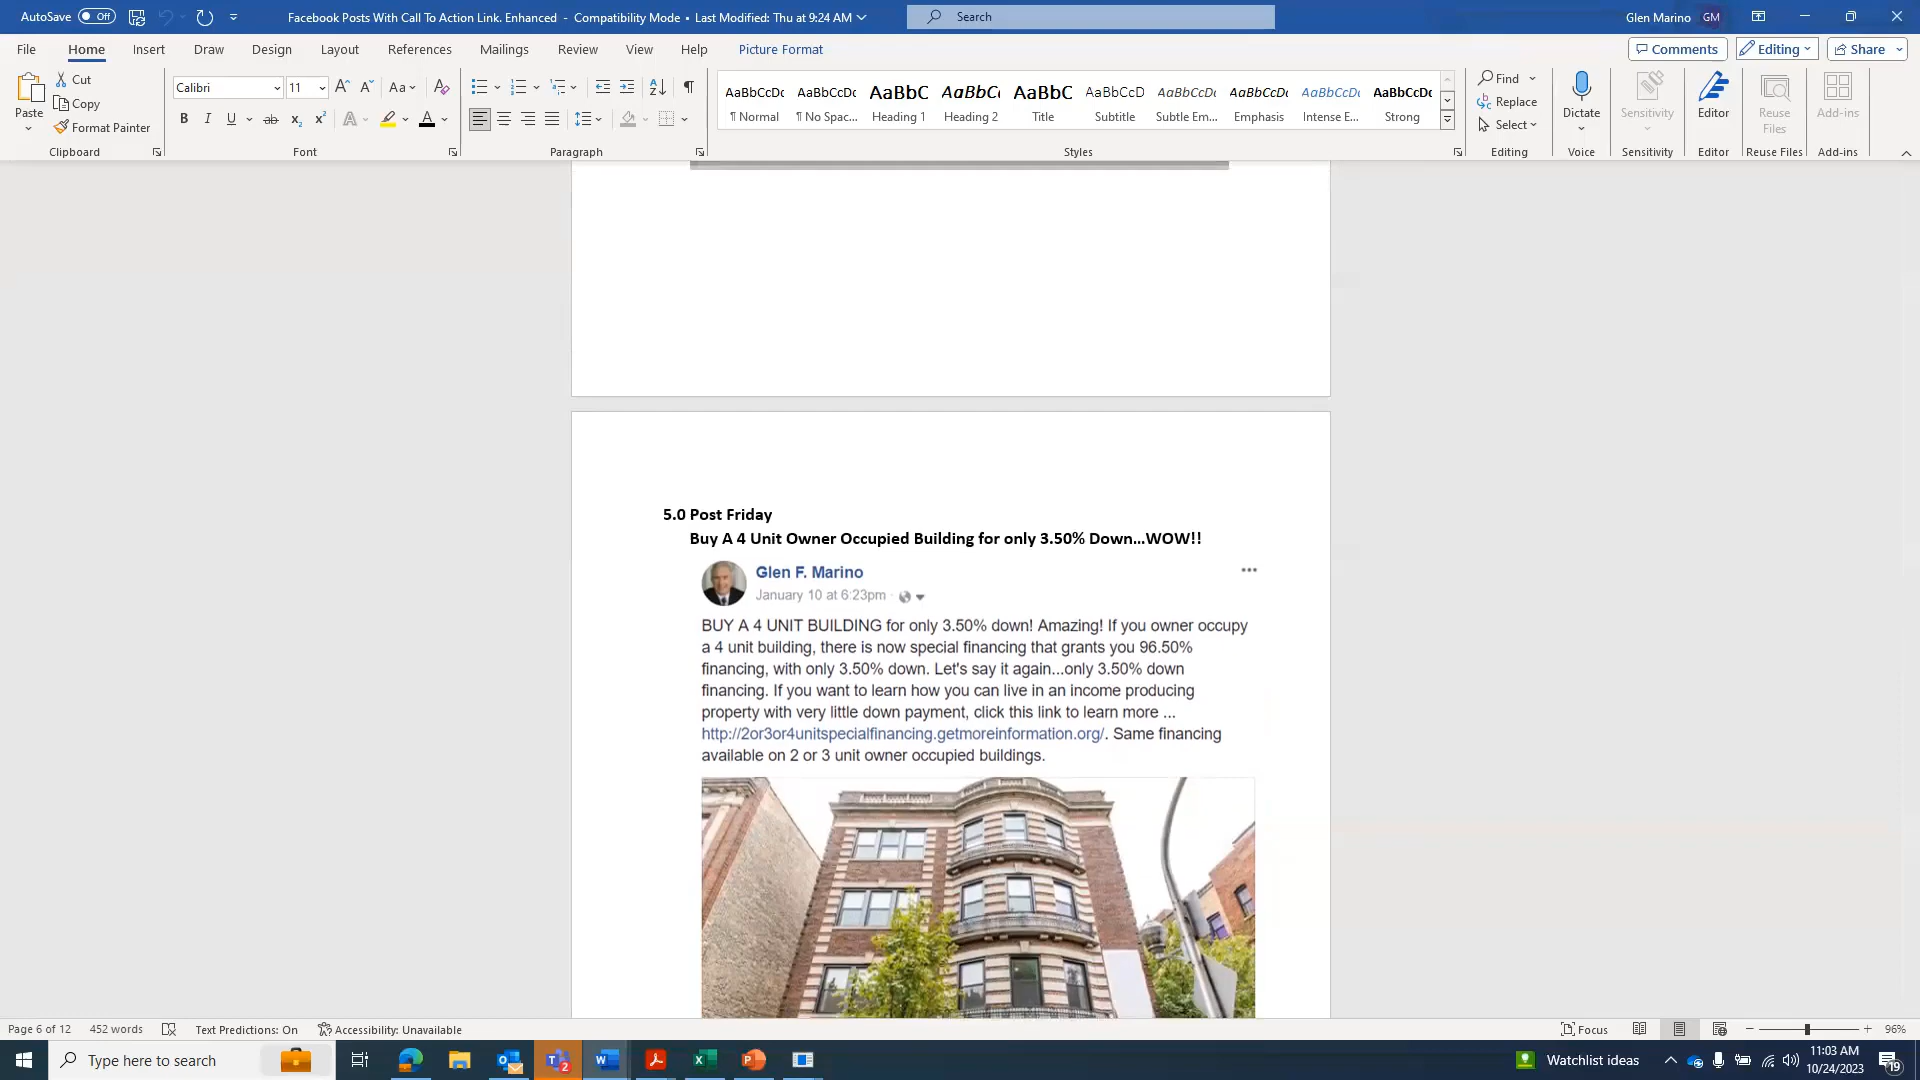 AutoSave Off Facebook Posts With Call To Action Link. Enhanced - Compatibility Mode • Last Modified: Thu at 9:24 AM Search Glen Marino GM
File Home Insert Draw Design Layout References Mailings Review View Help Picture Format Comments Editing Share
Paste Cut Copy Format Painter
Calibri 11
AaBbCcDc AaBbCcDc AaBbC AaBbCc AaBbC AaBbCcD AaBbCcDc AaBbCcDc AaBbCcDc AaBbCcDc
¶ Normal ¶ No Spac... Heading 1 Heading 2 Title Subtitle Subtle Em... Emphasis Intense E... Strong
Find Replace Select
Dictate Sensitivity Editor Reuse Files Add-ins
Clipboard Font Paragraph Styles Editing Voice Sensitivity Editor Reuse Files Add-ins
5.0 Post Friday
Buy A 4 Unit Owner Occupied Building for only 3.50% Down...WOW!!
Glen F. Marino
January 10 at 6:23pm
BUY A 4 UNIT BUILDING for only 3.50% down! Amazing! If you owner occupy
a 4 unit building, there is now special financing that grants you 96.50%
financing, with only 3.50% down. Let's say it again...only 3.50% down
financing. If you want to learn how you can live in an income producing
property with very little down payment, click this link to learn more ...
http://2or3or4unitspecialfinancing.getmoreinformation.org/. Same financing
available on 2 or 3 unit owner occupied buildings.
Page 6 of 12 452 words Text Predictions: On Accessibility: Unavailable Focus 96%
Type here to search Watchlist ideas 11:03 AM
10/24/2023 19